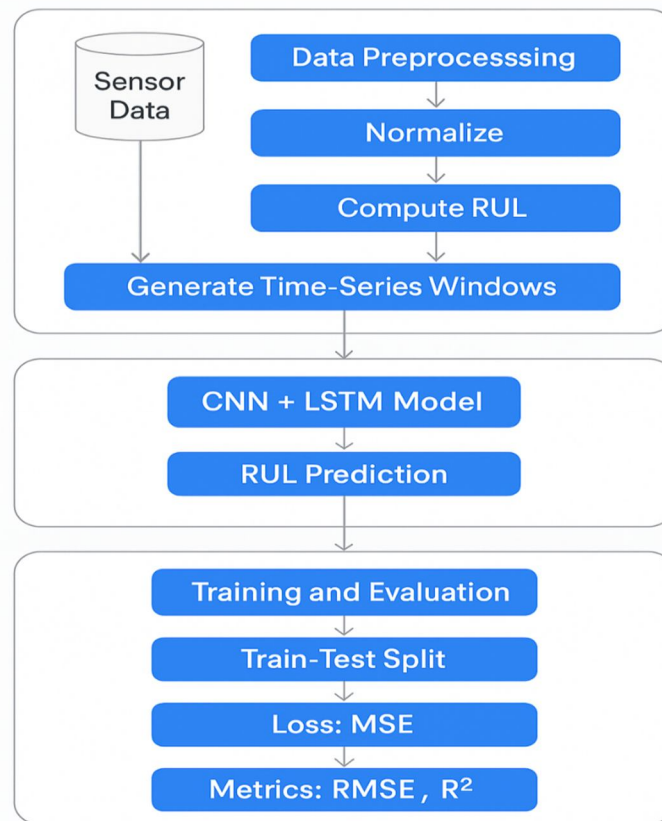 Sensor
Data
Data Preprocesssing
Normalize
Compute RUL
Generate Time-Series Windows
CNN + LSTM Model
RUL Prediction
Training and Evaluation
Train-Test Split
Loss: MSE
Metrics: RMSE , R²